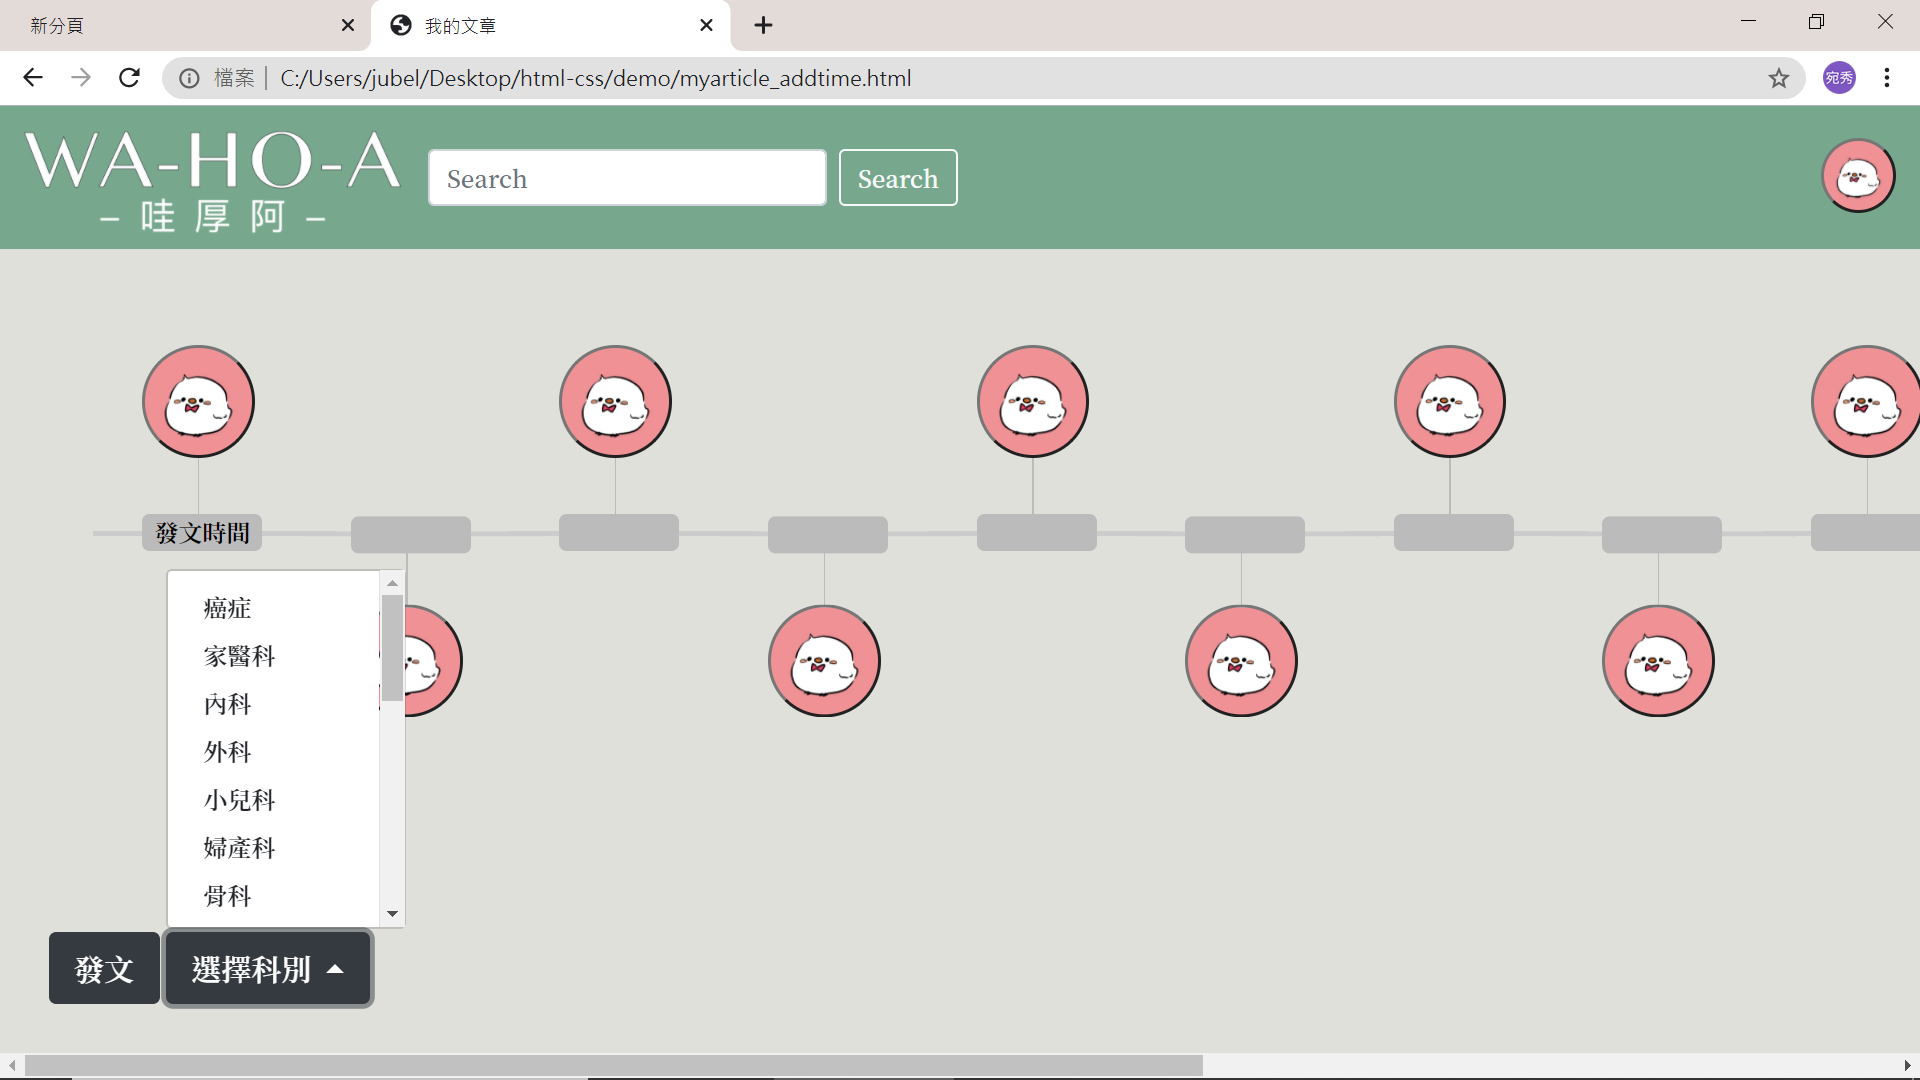 新分頁
我的文章
檔案
C:/Users/jubel/Desktop/html-css/demo/myarticle_addtime.html
宛秀
WA-HO-A
– 哇厚阿 –
Search
Search
發文時間
癌症
家醫科
內科
外科
小兒科
婦產科
骨科
發文
選擇科別